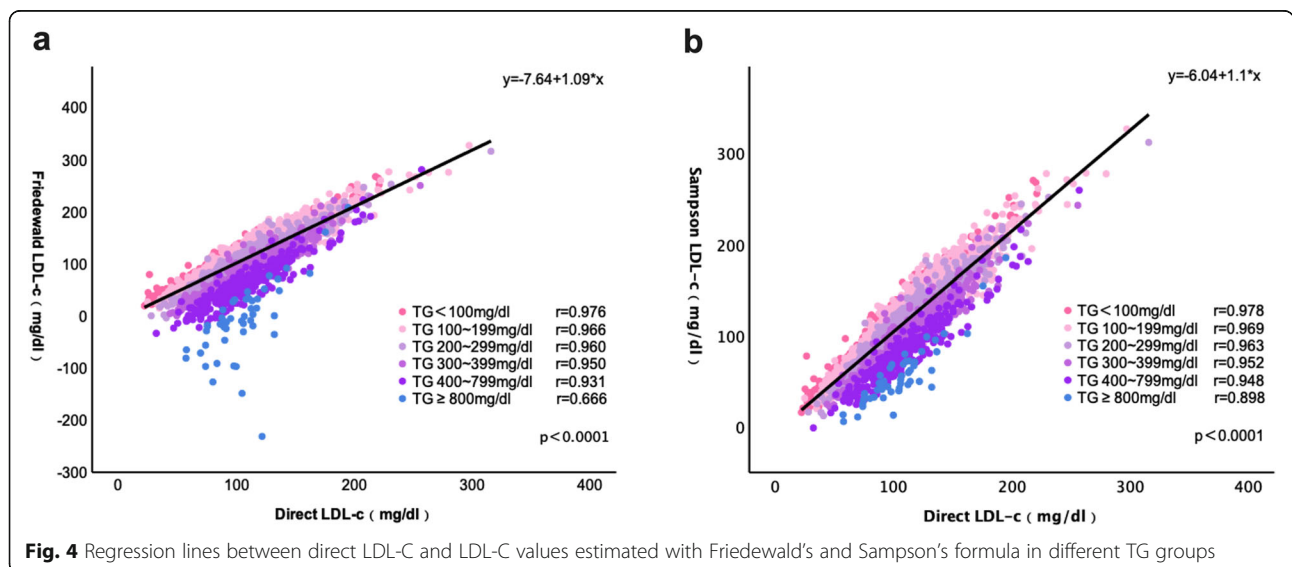 a
y=-7.64+1.09*x
400
300
200
100
0
-100
-200
-300
Friedewald LDL-c（mg/dl）
0 100 200 300 400
Direct LDL-c（mg/dl）
TG＜100mg/dl r=0.976
TG 100~199mg/dl r=0.966
TG 200~299mg/dl r=0.960
TG 300~399mg/dl r=0.950
TG 400~799mg/dl r=0.931
TG ≥ 800mg/dl r=0.666
p＜0.0001
b
y=-6.04+1.1*x
300
200
100
0
Sampson LDL-c（mg/dl）
0 100 200 300 400
Direct LDL-c（mg/dl）
TG＜100mg/dl r=0.978
TG 100~199mg/dl r=0.969
TG 200~299mg/dl r=0.963
TG 300~399mg/dl r=0.952
TG 400~799mg/dl r=0.948
TG ≥ 800mg/dl r=0.898
p＜0.0001
Fig. 4 Regression lines between direct LDL-C and LDL-C values estimated with Friedewald's and Sampson's formula in different TG groups